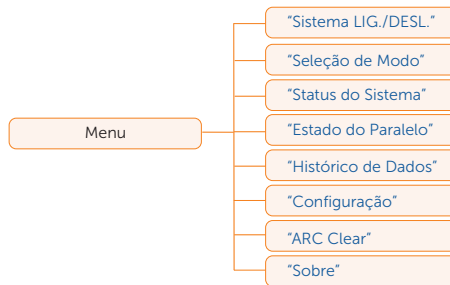 Menu
“Sistema LIG./DESL.”
“Seleção de Modo”
“Status do Sistema”
“Estado do Paralelo”
“Histórico de Dados”
“Configuração”
“ARC Clear”
“Sobre”